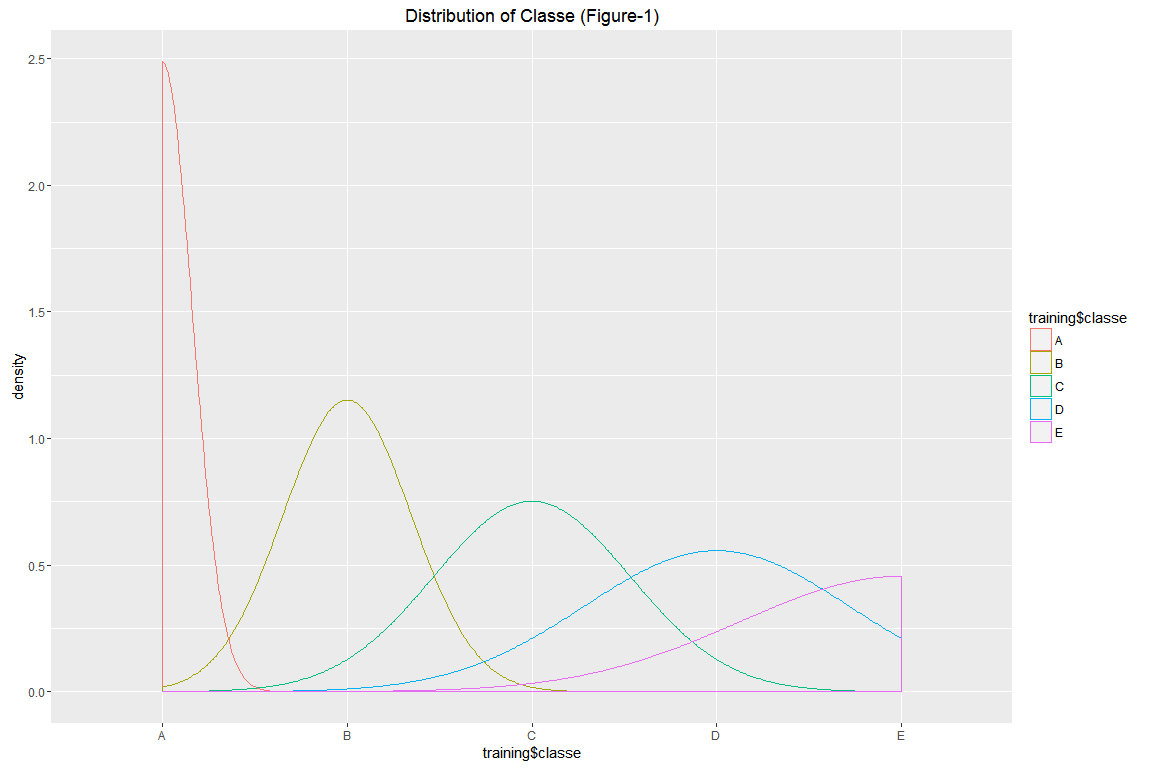 Distribution of Classe (Figure-1)
2.5
2.0
1.5
1.0
0.5
0.0
density
A B C D E
training$classe
training$classe
A
B
C
D
E